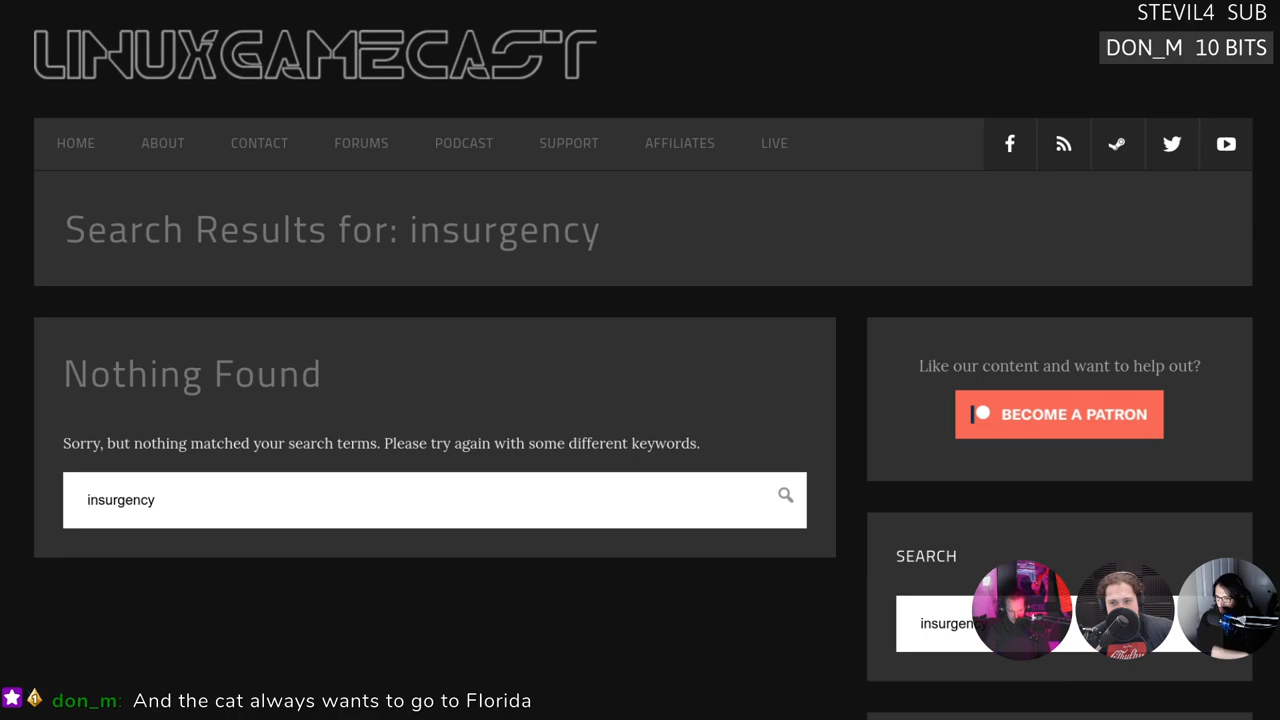 STEVIL4 SUB
DON_M 10 BITS
LINUXGAMECAST
HOME ABOUT CONTACT FORUMS PODCAST SUPPORT AFFILIATES LIVE
Search Results for: insurgency
Nothing Found
Sorry, but nothing matched your search terms. Please try again with some different keywords.
insurgency
Like our content and want to help out?
BECOME A PATRON
SEARCH
insurgency
don_m: And the cat always wants to go to Florida